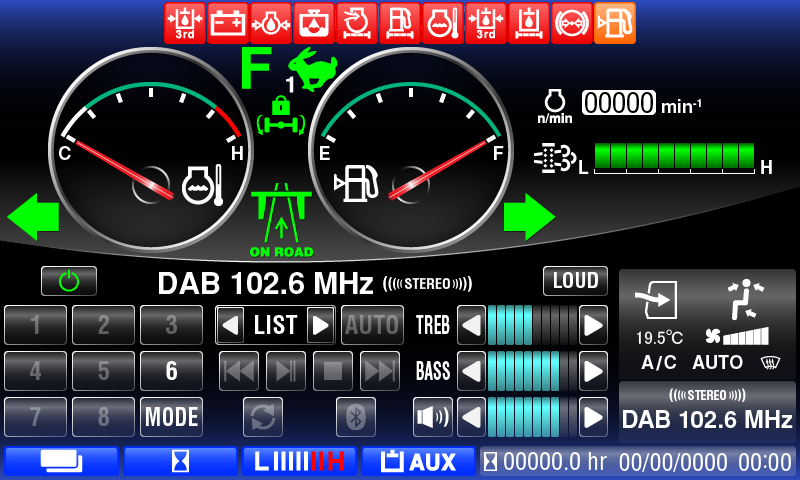 3rd 3rd
F
1
C H
E F
n/min 00000 min-1
L H
ON ROAD
DAB 102.6 MHz STEREO LOUD
1 2 3 LIST AUTO TREB
19.5°C
A/C AUTO
4 5 6 BASS
STEREO
7 8 MODE
DAB 102.6 MHz
L H AUX 00000.0 hr 00/00/0000 00:00